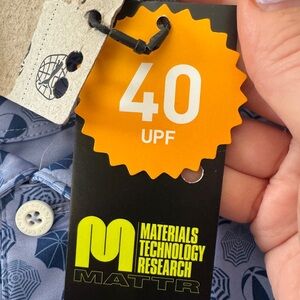 40
UPF
M
MATERIALS
TECHNOLOGY
RESEARCH
MATTR